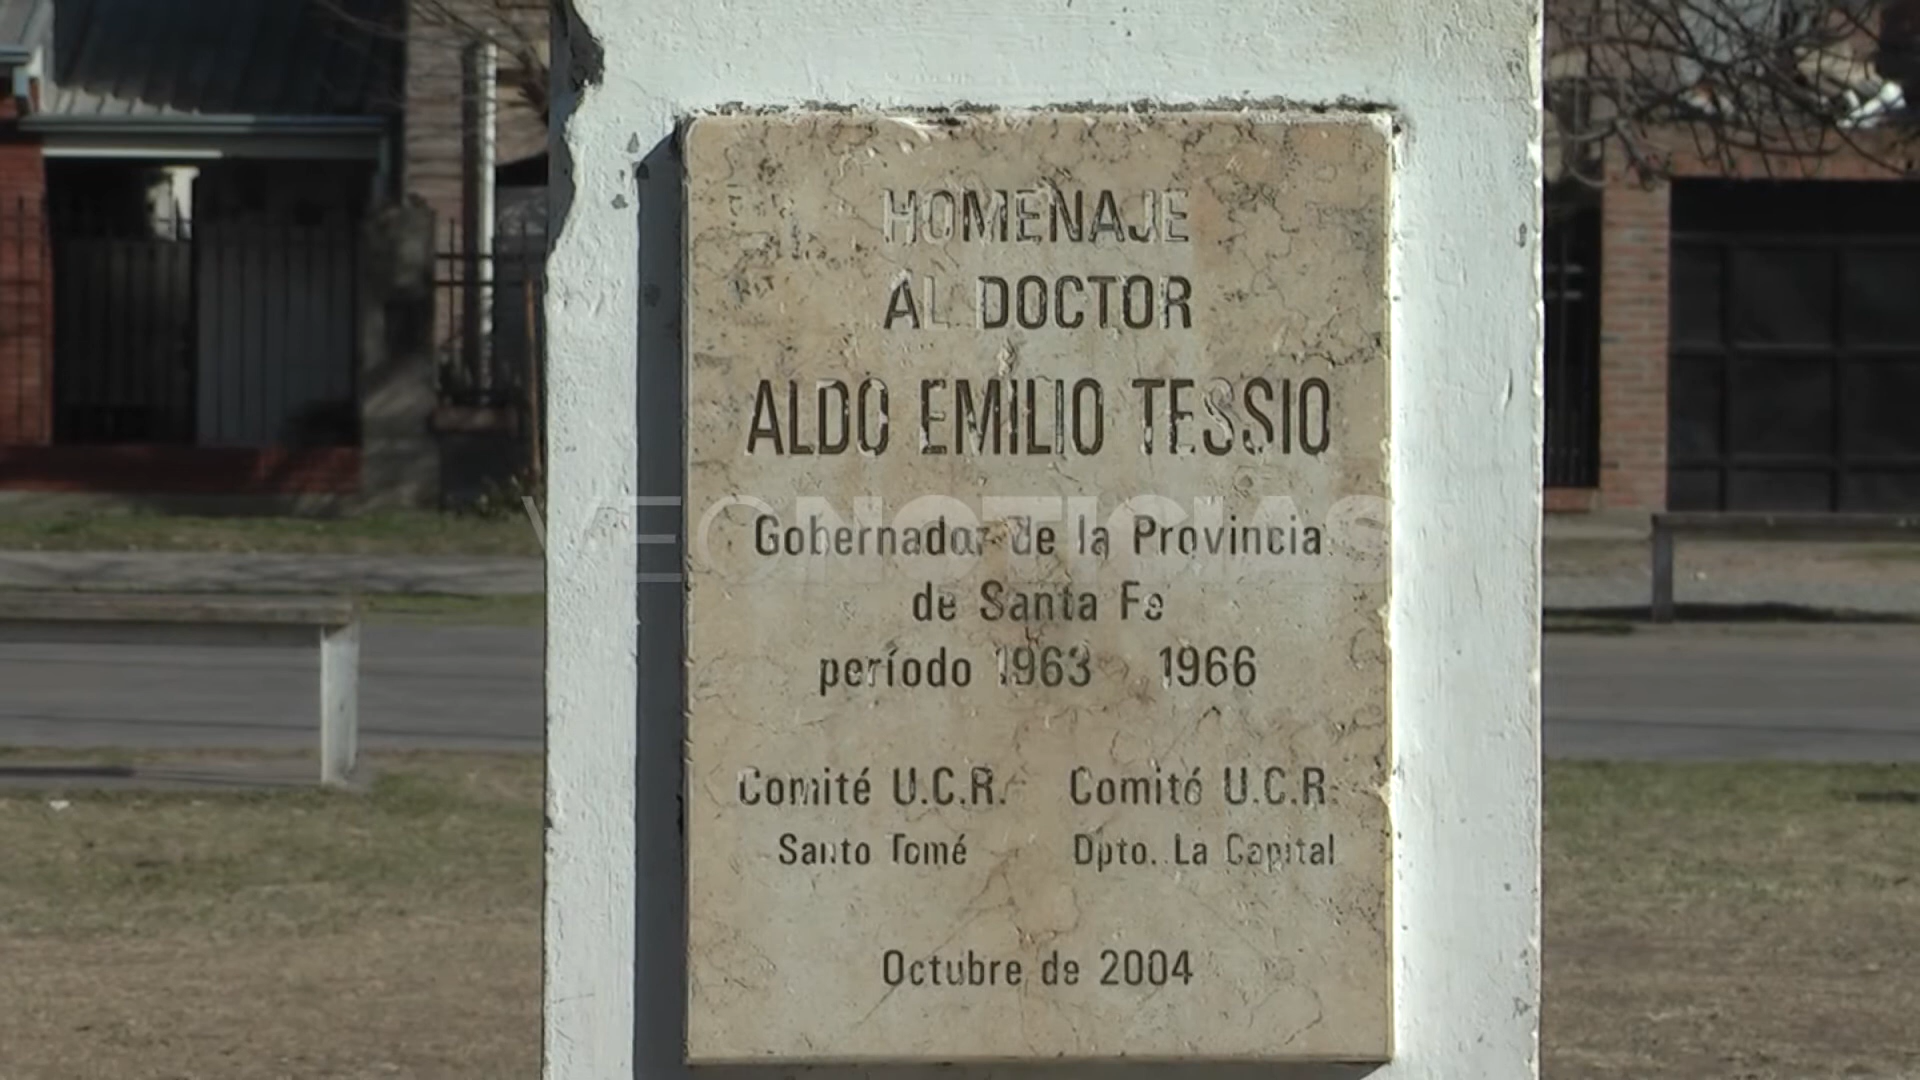 HOMENAJE
AL DOCTOR
ALDO EMILIO TESSIO
VEONOTICIAS
Gobernador de la Provincia
de Santa Fe
período 1963 1966
Comité U.C.R. Comité U.C.R.
Santo Tomé Dpto. La Capital
Octubre de 2004